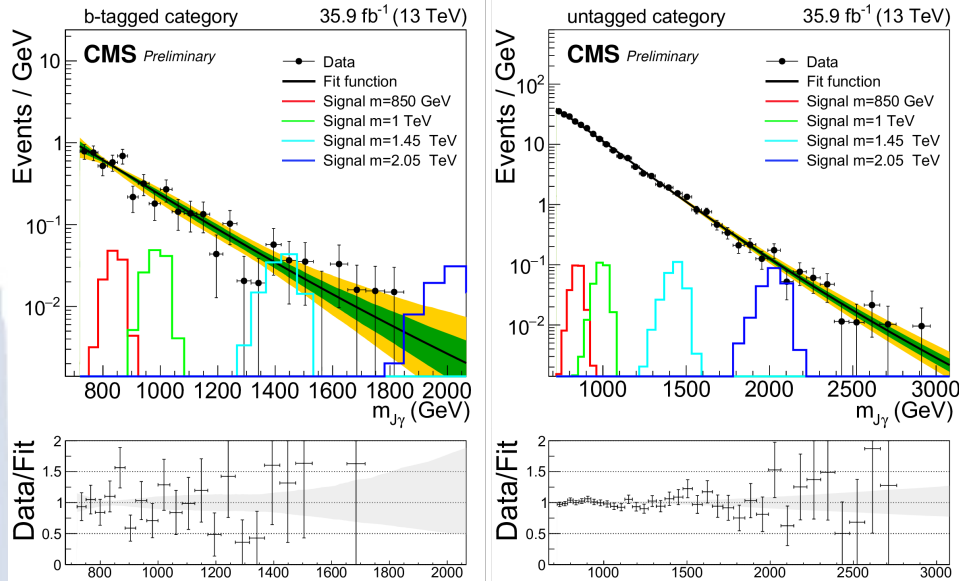 b-tagged category 35.9 fb⁻¹ (13 TeV)
CMS Preliminary
Data
Fit function
Signal m=850 GeV
Signal m=1 TeV
Signal m=1.45 TeV
Signal m=2.05 TeV
Events / GeV
10
1
10⁻¹
10⁻²
800 1000 1200 1400 1600 1800 2000
m_Jγ (GeV)
Data/Fit
2
1.5
1
0.5
0
800 1000 1200 1400 1600 1800 2000
untagged category 35.9 fb⁻¹ (13 TeV)
CMS Preliminary
Data
Fit function
Signal m=850 GeV
Signal m=1 TeV
Signal m=1.45 TeV
Signal m=2.05 TeV
Events / GeV
10²
10
1
10⁻¹
10⁻²
1000 1500 2000 2500 3000
m_Jγ (GeV)
Data/Fit
2
1.5
1
0.5
0
1000 1500 2000 2500 3000